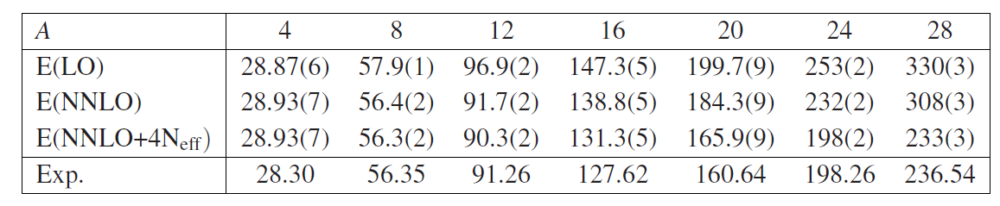 A 4 8 12 16 20 24 28
E(LO) 28.87(6) 57.9(1) 96.9(2) 147.3(5) 199.7(9) 253(2) 330(3)
E(NNLO) 28.93(7) 56.4(2) 91.7(2) 138.8(5) 184.3(9) 232(2) 308(3)
E(NNLO+4Neff) 28.93(7) 56.3(2) 90.3(2) 131.3(5) 165.9(9) 198(2) 233(3)
Exp. 28.30 56.35 91.26 127.62 160.64 198.26 236.54